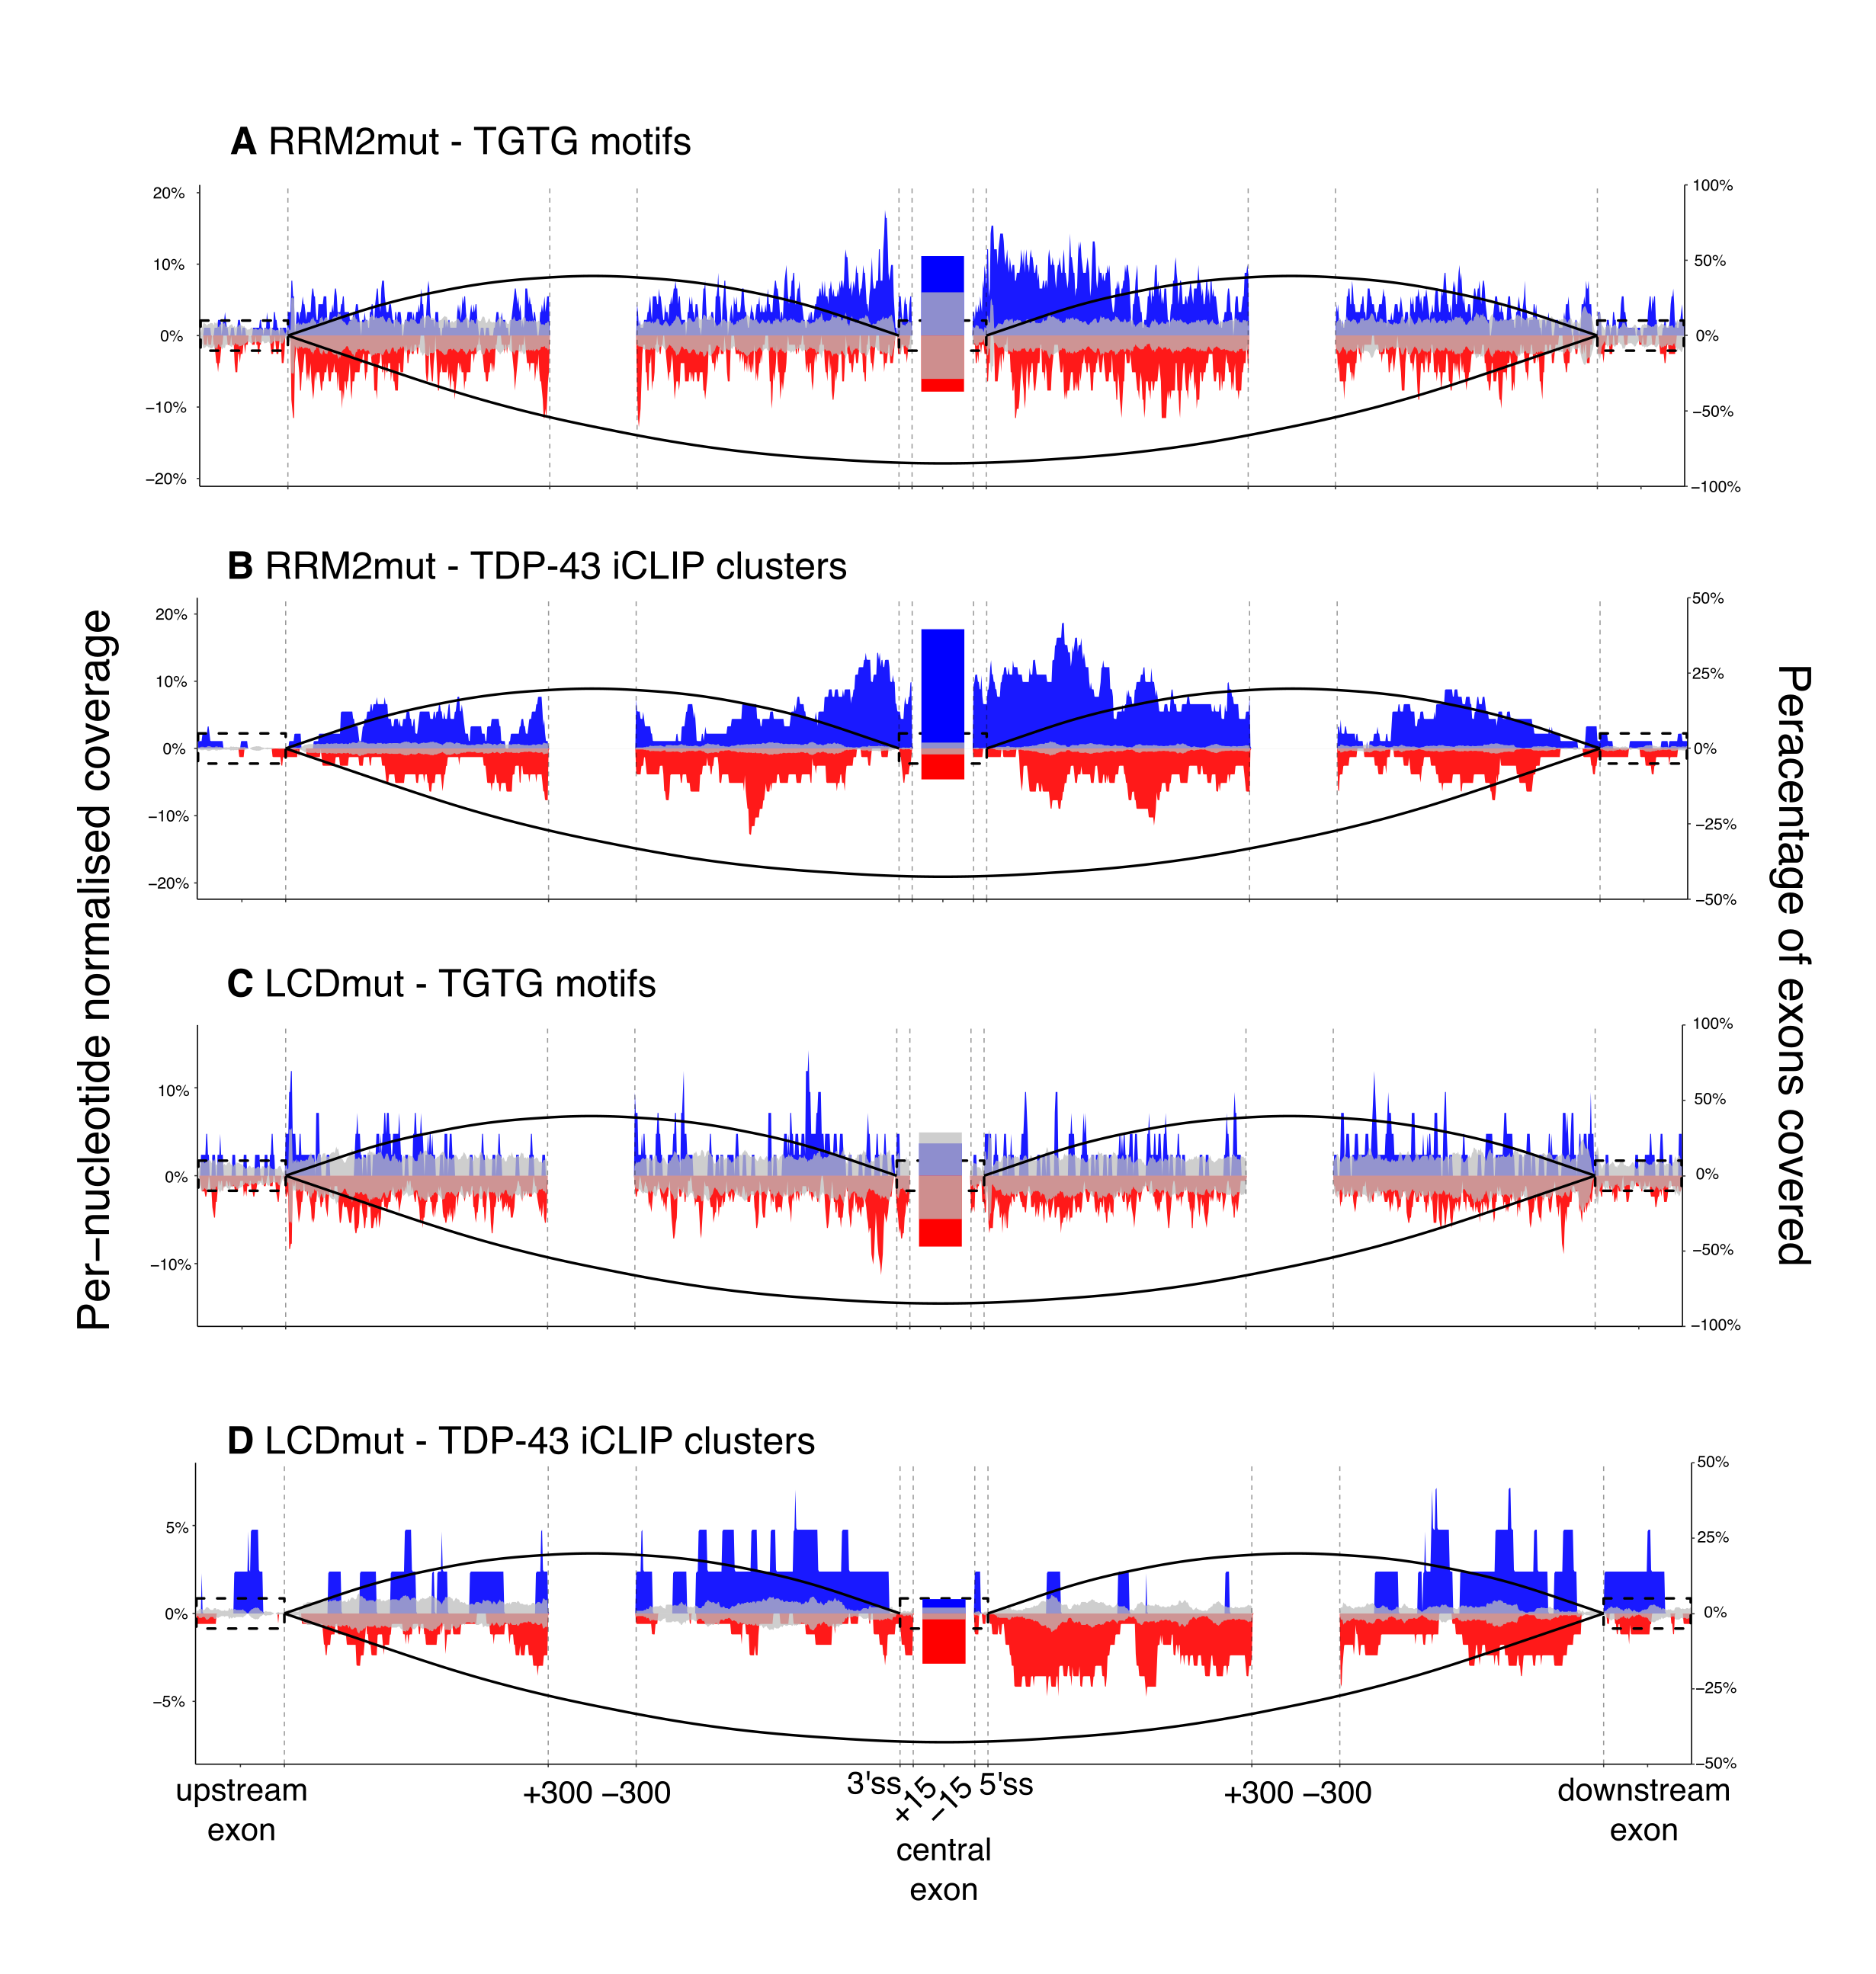 A RRM2mut - TGTG motifs
20%
10%
0%
−10%
−20%
100%
50%
0%
−50%
−100%
B RRM2mut - TDP-43 iCLIP clusters
20%
10%
0%
−10%
−20%
50%
25%
0%
−25%
−50%
Per−nucleotide normalised coverage
Peracentage of exons covered
C LCDmut - TGTG motifs
10%
0%
−10%
100%
50%
0%
−50%
−100%
D LCDmut - TDP-43 iCLIP clusters
5%
0%
−5%
50%
25%
0%
−25%
−50%
upstream
exon
+300 −300
3'ss
+15
−15
5'ss
central
exon
+300 −300
downstream
exon